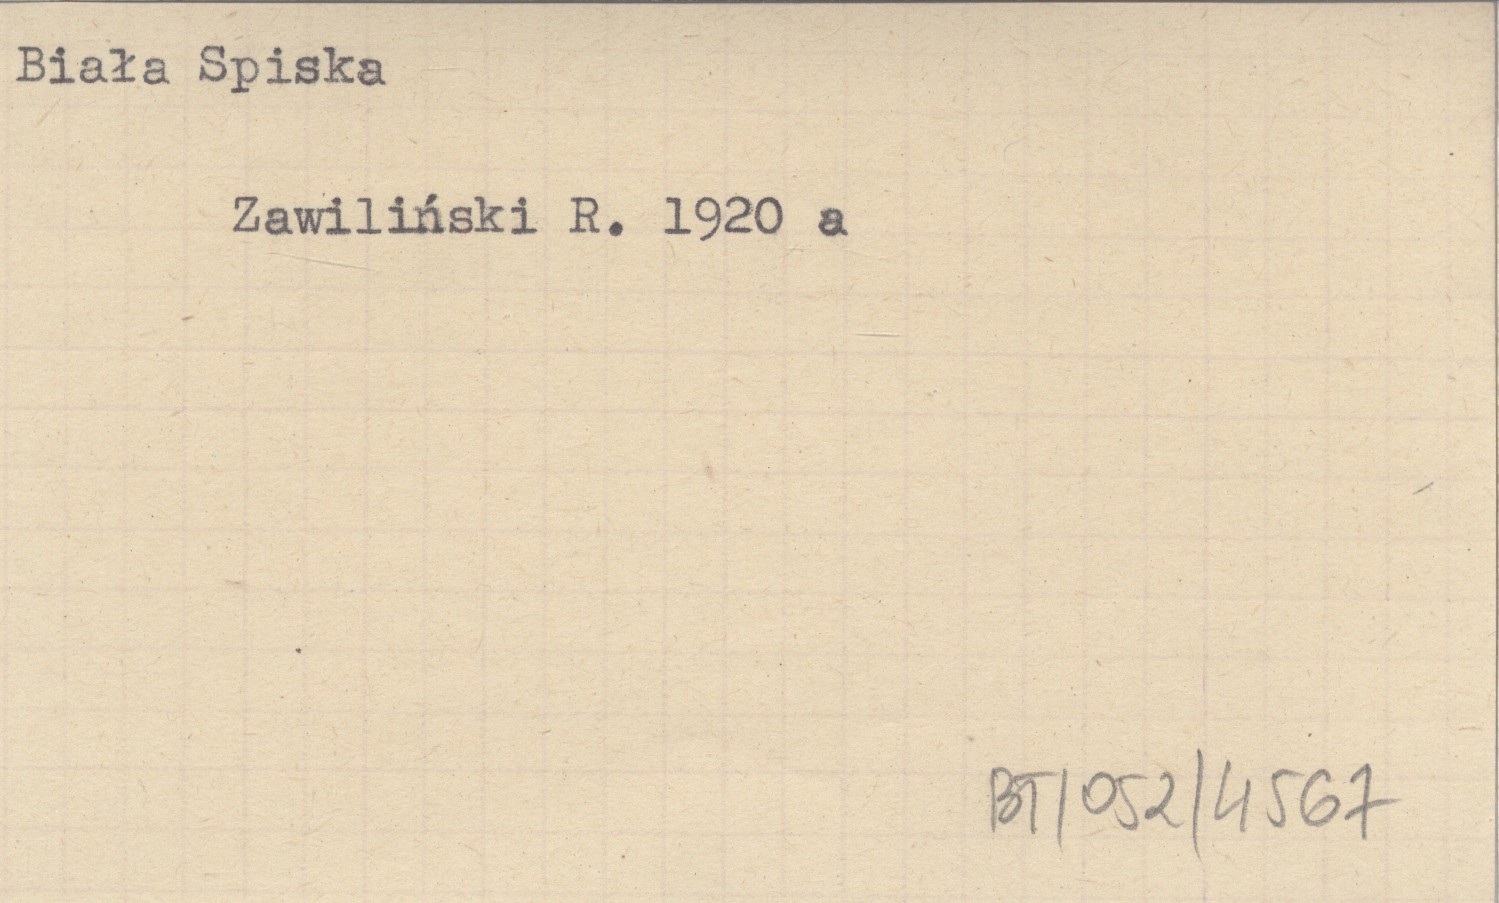 Biała Spiska
Zawiliński R. 1920 a
BT/052/4567